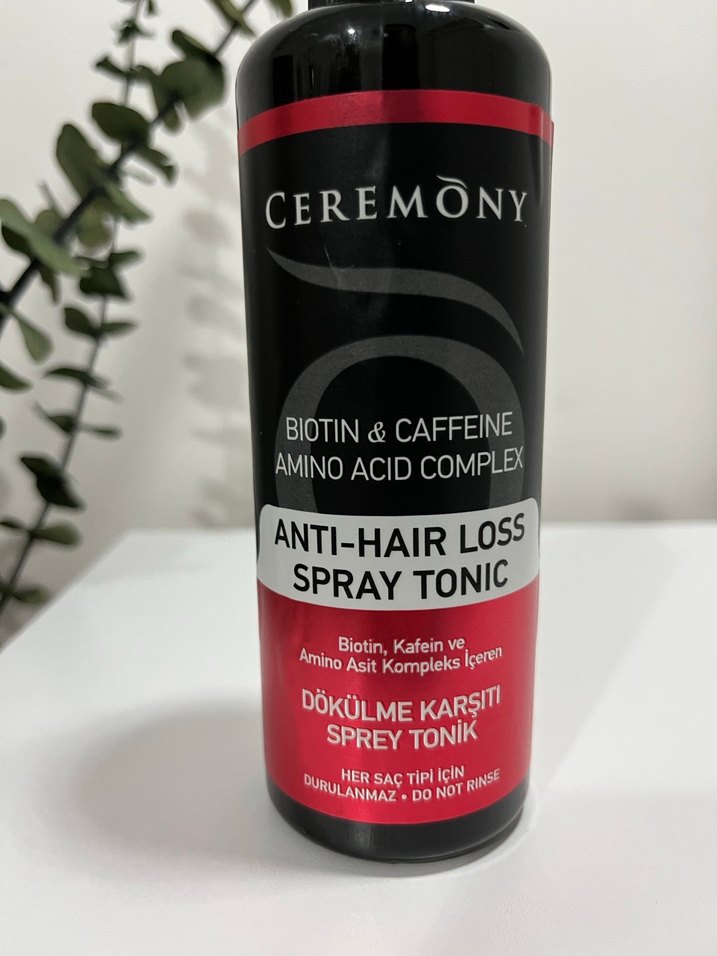 CEREMONY
BIOTIN & CAFFEINE
AMINO ACID COMPLEX
ANTI-HAIR LOSS
SPRAY TONIC
Biotin, Kafein ve
Amino Asit Kompleks İçeren
DÖKÜLME KARŞITI
SPREY TONİK
HER SAÇ TİPİ İÇİN
DURULANMAZ • DO NOT RINSE